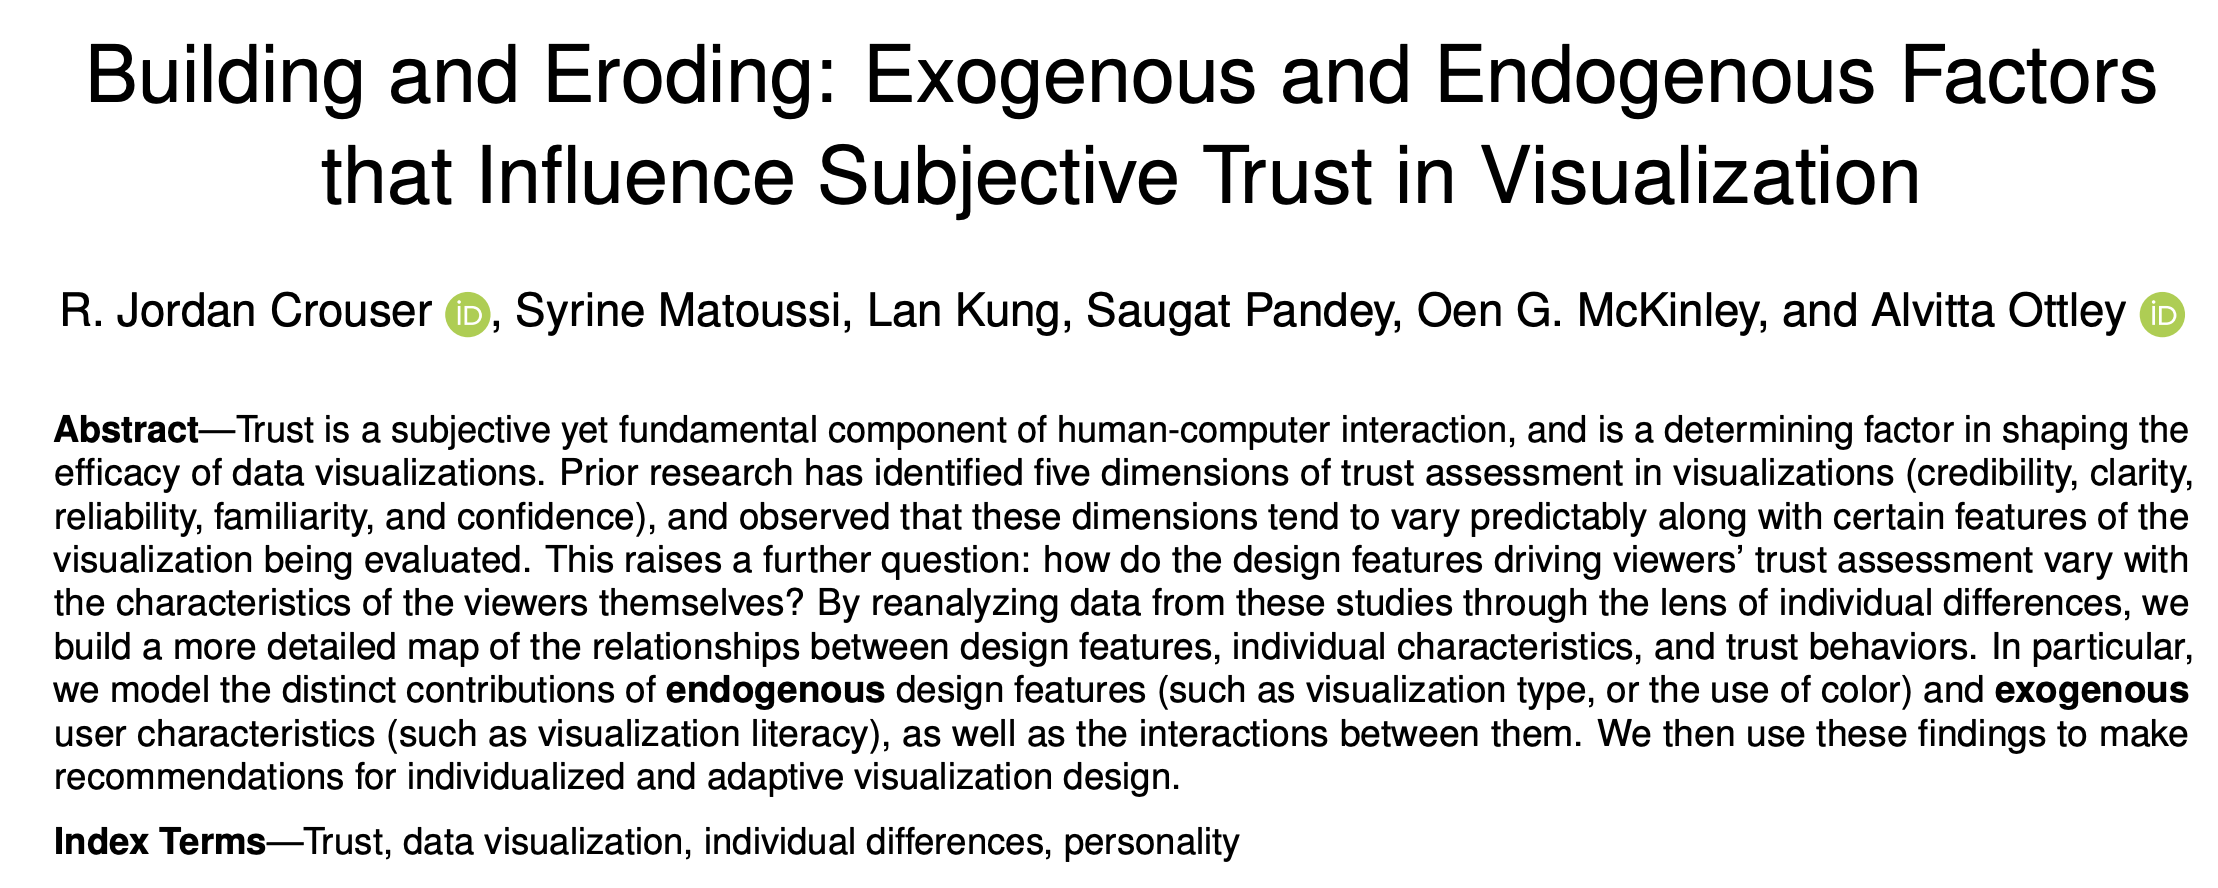 Building and Eroding: Exogenous and Endogenous Factors
that Influence Subjective Trust in Visualization
R. Jordan Crouser iD, Syrine Matoussi, Lan Kung, Saugat Pandey, Oen G. McKinley, and Alvitta Ottley iD
Abstract—Trust is a subjective yet fundamental component of human-computer interaction, and is a determining factor in shaping the
efficacy of data visualizations. Prior research has identified five dimensions of trust assessment in visualizations (credibility, clarity,
reliability, familiarity, and confidence), and observed that these dimensions tend to vary predictably along with certain features of the
visualization being evaluated. This raises a further question: how do the design features driving viewers’ trust assessment vary with
the characteristics of the viewers themselves? By reanalyzing data from these studies through the lens of individual differences, we
build a more detailed map of the relationships between design features, individual characteristics, and trust behaviors. In particular,
we model the distinct contributions of endogenous design features (such as visualization type, or the use of color) and exogenous
user characteristics (such as visualization literacy), as well as the interactions between them. We then use these findings to make
recommendations for individualized and adaptive visualization design.
Index Terms—Trust, data visualization, individual differences, personality